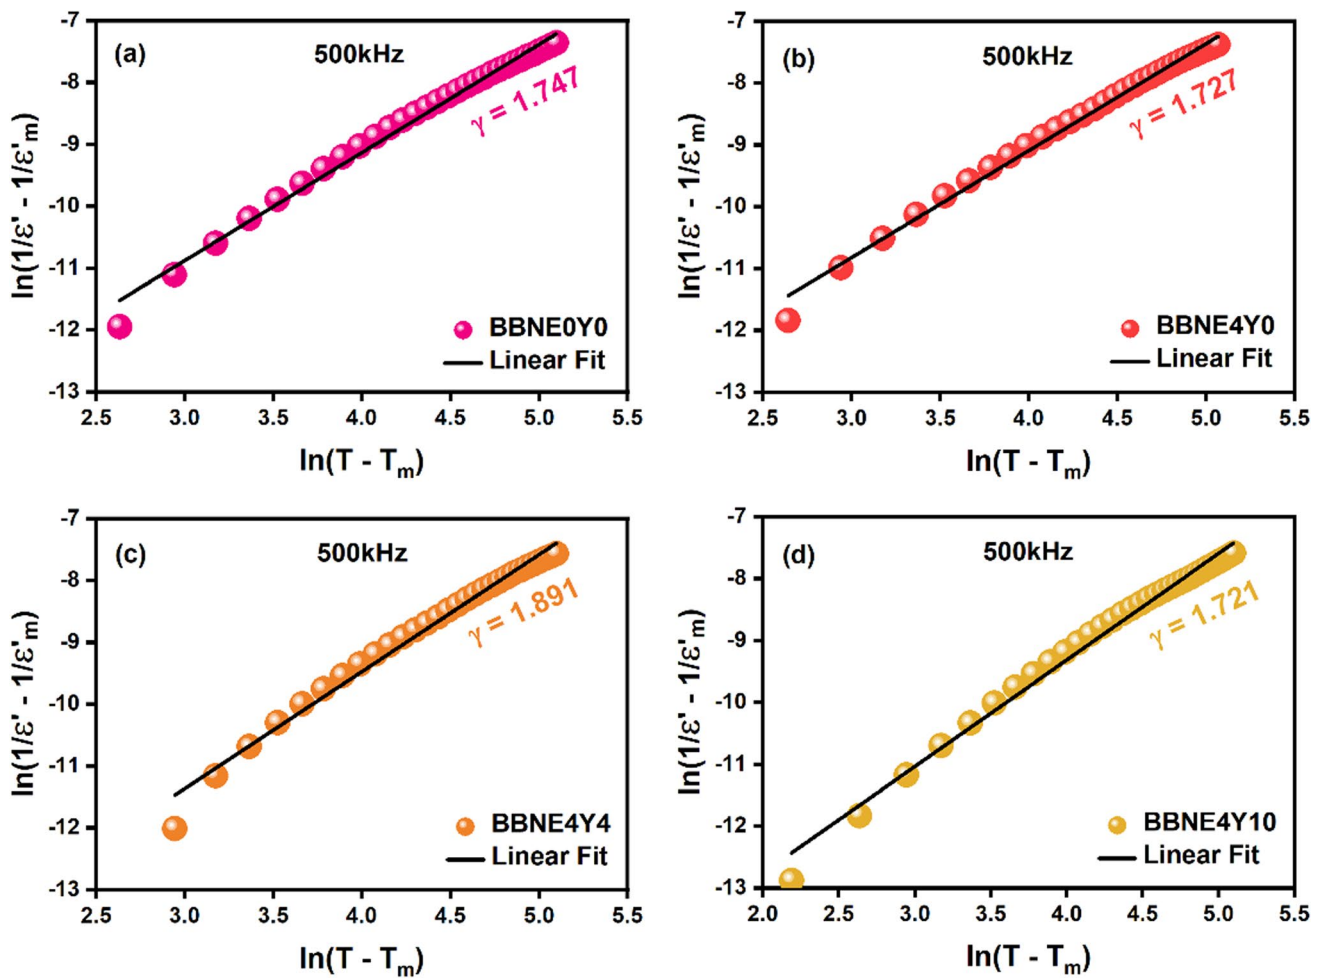 (a)
500kHz
γ = 1.747
BBNE0Y0
Linear Fit
ln(1/ε' - 1/ε'm)
-7
-8
-9
-10
-11
-12
-13
2.5 3.0 3.5 4.0 4.5 5.0 5.5
ln(T - Tm)
(b)
500kHz
γ = 1.727
BBNE4Y0
Linear Fit
ln(1/ε' - 1/ε'm)
-7
-8
-9
-10
-11
-12
-13
2.5 3.0 3.5 4.0 4.5 5.0 5.5
ln(T - Tm)
(c)
500kHz
γ = 1.891
BBNE4Y4
Linear Fit
ln(1/ε' - 1/ε'm)
-7
-8
-9
-10
-11
-12
-13
2.5 3.0 3.5 4.0 4.5 5.0 5.5
ln(T - Tm)
(d)
500kHz
γ = 1.721
BBNE4Y10
Linear Fit
ln(1/ε' - 1/ε'm)
-7
-8
-9
-10
-11
-12
-13
2.0 2.5 3.0 3.5 4.0 4.5 5.0 5.5
ln(T - Tm)